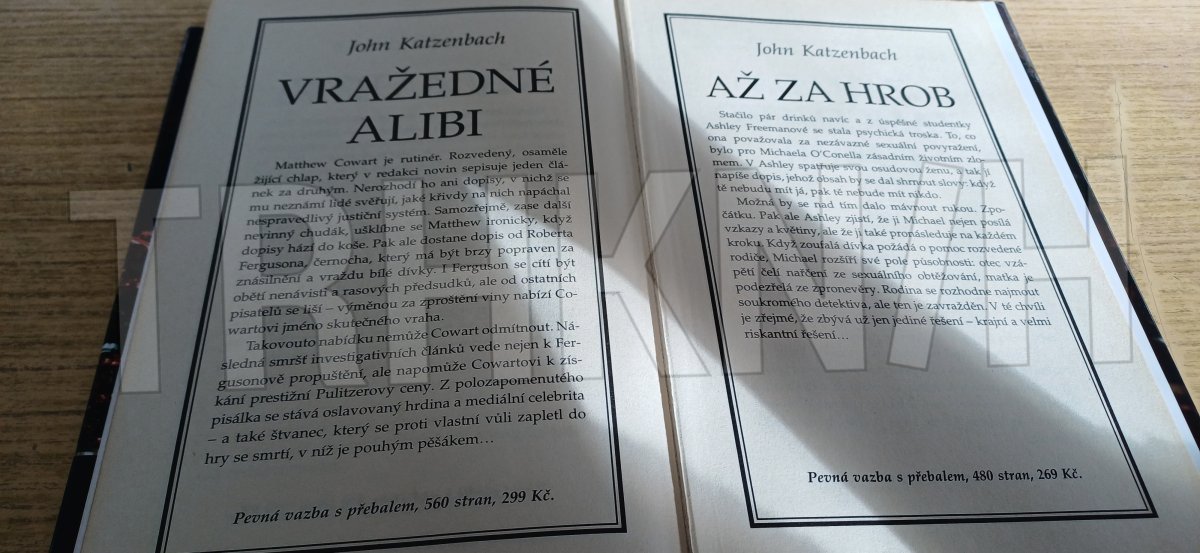 John Katzenbach
VRAŽEDNÉ
ALIBI
Matthew Cowart je rutinér. Rozvedený, osaměle
žijící chlap, který v redakci novin sepisuje jeden člá-
nek za druhým. Nerozhodí ho ani dopisy, v nichž se
mu neznámí lidé svěřují, jaké křivdy na nich napáchal
nespravedlivý justiční systém. Samozřejmě, zase další
nevinný chudák, ušklíbne se Matthew ironicky, když
dopisy hází do koše. Pak ale dostane dopis od Roberta
Fergusona, černocha, který má být brzy popraven za
znásilnění a vraždu bílé dívky. I Ferguson se cítí být
obětí nenávisti a rasových předsudků, ale od ostatních
pisatelů se liší – výměnou za zproštění viny nabízí Co-
wartovi jméno skutečného vraha.
Takovouto nabídku nemůže Cowart odmítnout. Ná-
sledná smršť investigativních článků vede nejen k Fer-
gusonově propuštění, ale napomůže Cowartovi k zís-
kání prestižní Pulitzerovy ceny. Z polozapomenutého
pisálka se stává oslavovaný hrdina a mediální celebrita
– a také štvanec, který se proti vlastní vůli zapletl do
hry se smrtí, v níž je pouhým pěšákem…
Pevná vazba s přebalem, 560 stran, 299 Kč.
John Katzenbach
AŽ ZA HROB
Stačilo pár drinků navíc a z úspěšné studentky
Ashley Freemanové se stala psychická troska. To, co
ona považovala za nezávazné sexuální povyražení,
bylo pro Michaela O'Conella zásadním životním zlo-
mem. V Ashley spatřuje svou osudovou ženu, a tak jí
napíše dopis, jehož obsah by se dal shrnout slovy: když
tě nebudu mít já, pak tě nebude mít nikdo.
Možná by se nad tím dalo mávnout rukou. Zpo-
čátku. Pak ale Ashley zjistí, že jí Michael nejen posílá
vzkazy a květiny, ale že ji také pronásleduje na každém
kroku. Když zoufalá dívka požádá o pomoc rozvedené
rodiče, Michael rozšíří své pole působnosti: otec vzá-
pětí čelí nařčení ze sexuálního obtěžování, matka je
podezřelá ze zpronevěry. Rodina se rozhodne najmout
soukromého detektiva, ale ten je zavražděn. V té chvíli
je zřejmé, že zbývá už jen jediné řešení – krajní a velmi
riskantní řešení…
Pevná vazba s přebalem, 480 stran, 269 Kč.